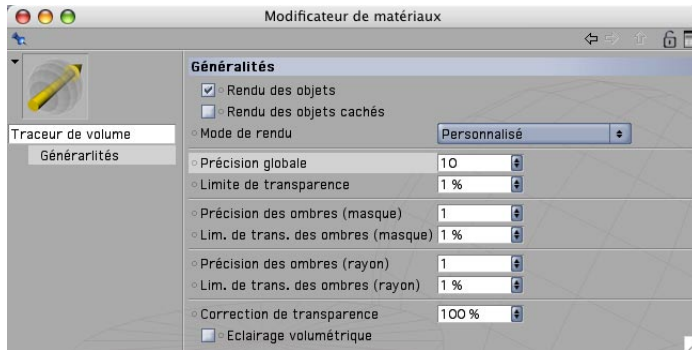 Modificateur de matériaux
Généralités
Rendu des objets
Rendu des objets cachés
Traceur de volume
Mode de rendu Personnalisé
Générarlités
Précision globale 10
Limite de transparence 1 %
Précision des ombres (masque) 1
Lim. de trans. des ombres (masque) 1 %
Précision des ombres (rayon) 1
Lim. de trans. des ombres (rayon) 1 %
Correction de transparence 100 %
Eclairage volumétrique